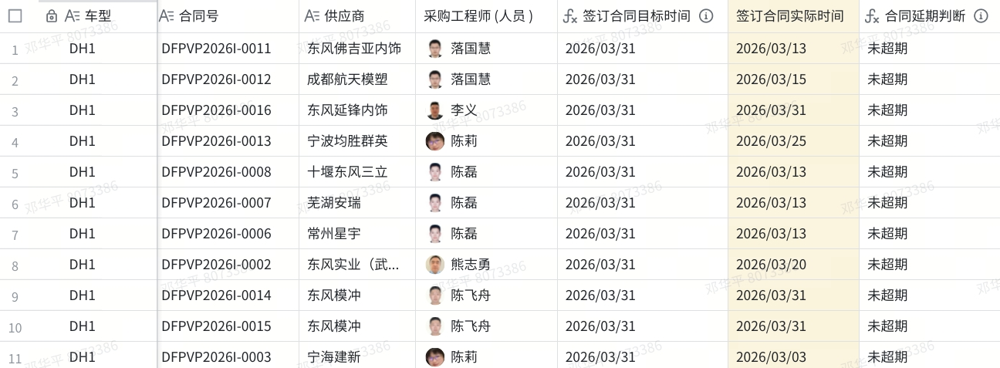 车型 合同号 供应商 采购工程师 (人员 ) 签订合同目标时间 签订合同实际时间 合同延期判断
1 DH1 DFPVP2026I-0011 东风佛吉亚内饰 落国慧 2026/03/31 2026/03/13 未超期
2 DH1 DFPVP2026I-0012 成都航天模塑 落国慧 2026/03/31 2026/03/15 未超期
3 DH1 DFPVP2026I-0016 东风延锋内饰 李义 2026/03/31 2026/03/31 未超期
4 DH1 DFPVP2026I-0013 宁波均胜群英 陈莉 2026/03/31 2026/03/25 未超期
5 DH1 DFPVP2026I-0008 十堰东风三立 陈磊 2026/03/31 2026/03/13 未超期
6 DH1 DFPVP2026I-0007 芜湖安瑞 陈磊 2026/03/31 2026/03/13 未超期
7 DH1 DFPVP2026I-0006 常州星宇 陈磊 2026/03/31 2026/03/13 未超期
8 DH1 DFPVP2026I-0002 东风实业（武... 熊志勇 2026/03/31 2026/03/20 未超期
9 DH1 DFPVP2026I-0014 东风模冲 陈飞舟 2026/03/31 2026/03/31 未超期
10 DH1 DFPVP2026I-0015 东风模冲 陈飞舟 2026/03/31 2026/03/31 未超期
11 DH1 DFPVP2026I-0003 宁海建新 陈莉 2026/03/31 2026/03/03 未超期
邓华平 8073386